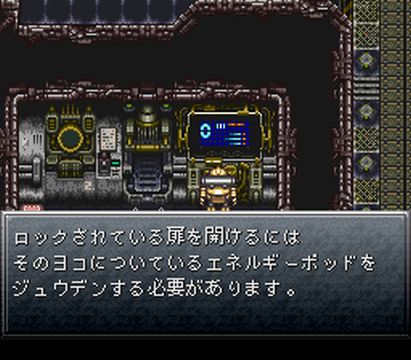 ロックされている扉を開けるには
そのヨコについているエネルギーポッドを
ジュウデンする必要があります。